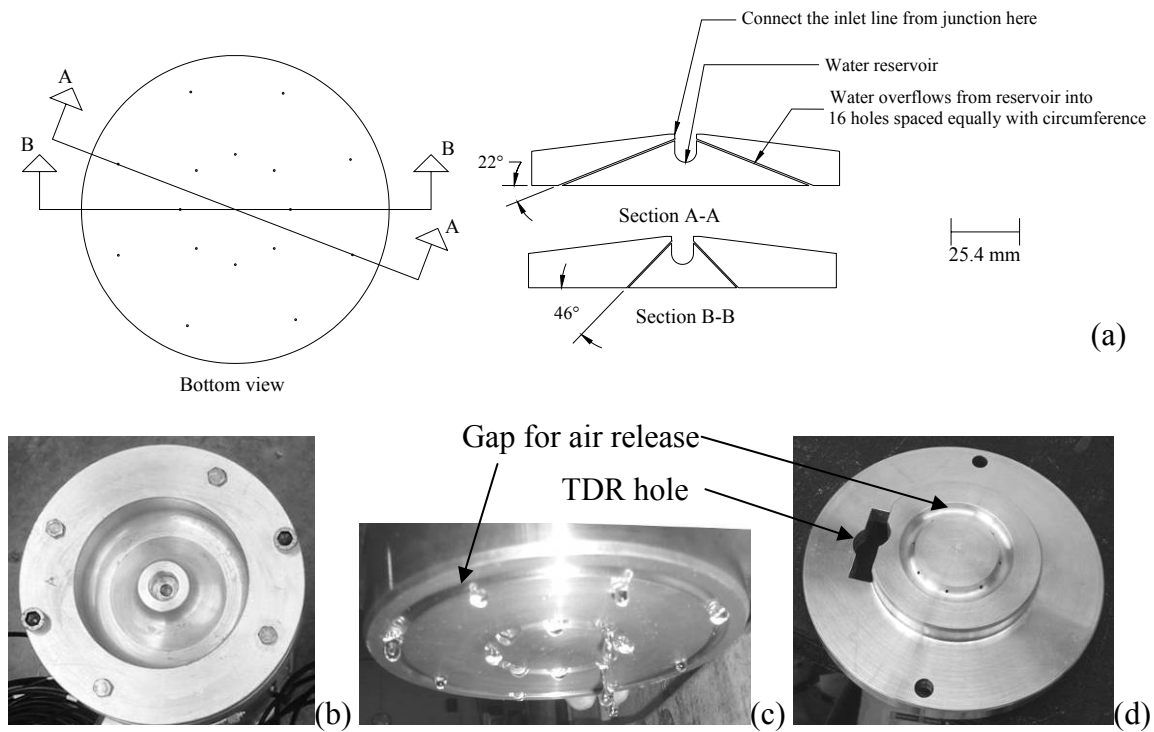 Connect the inlet line from junction here
Water reservoir
Water overflows from reservoir into
16 holes spaced equally with circumference
A
B
B
A
22°
Section A-A
25.4 mm
46°
Section B-B
(a)
Bottom view
Gap for air release
TDR hole
(b)
(c)
(d)